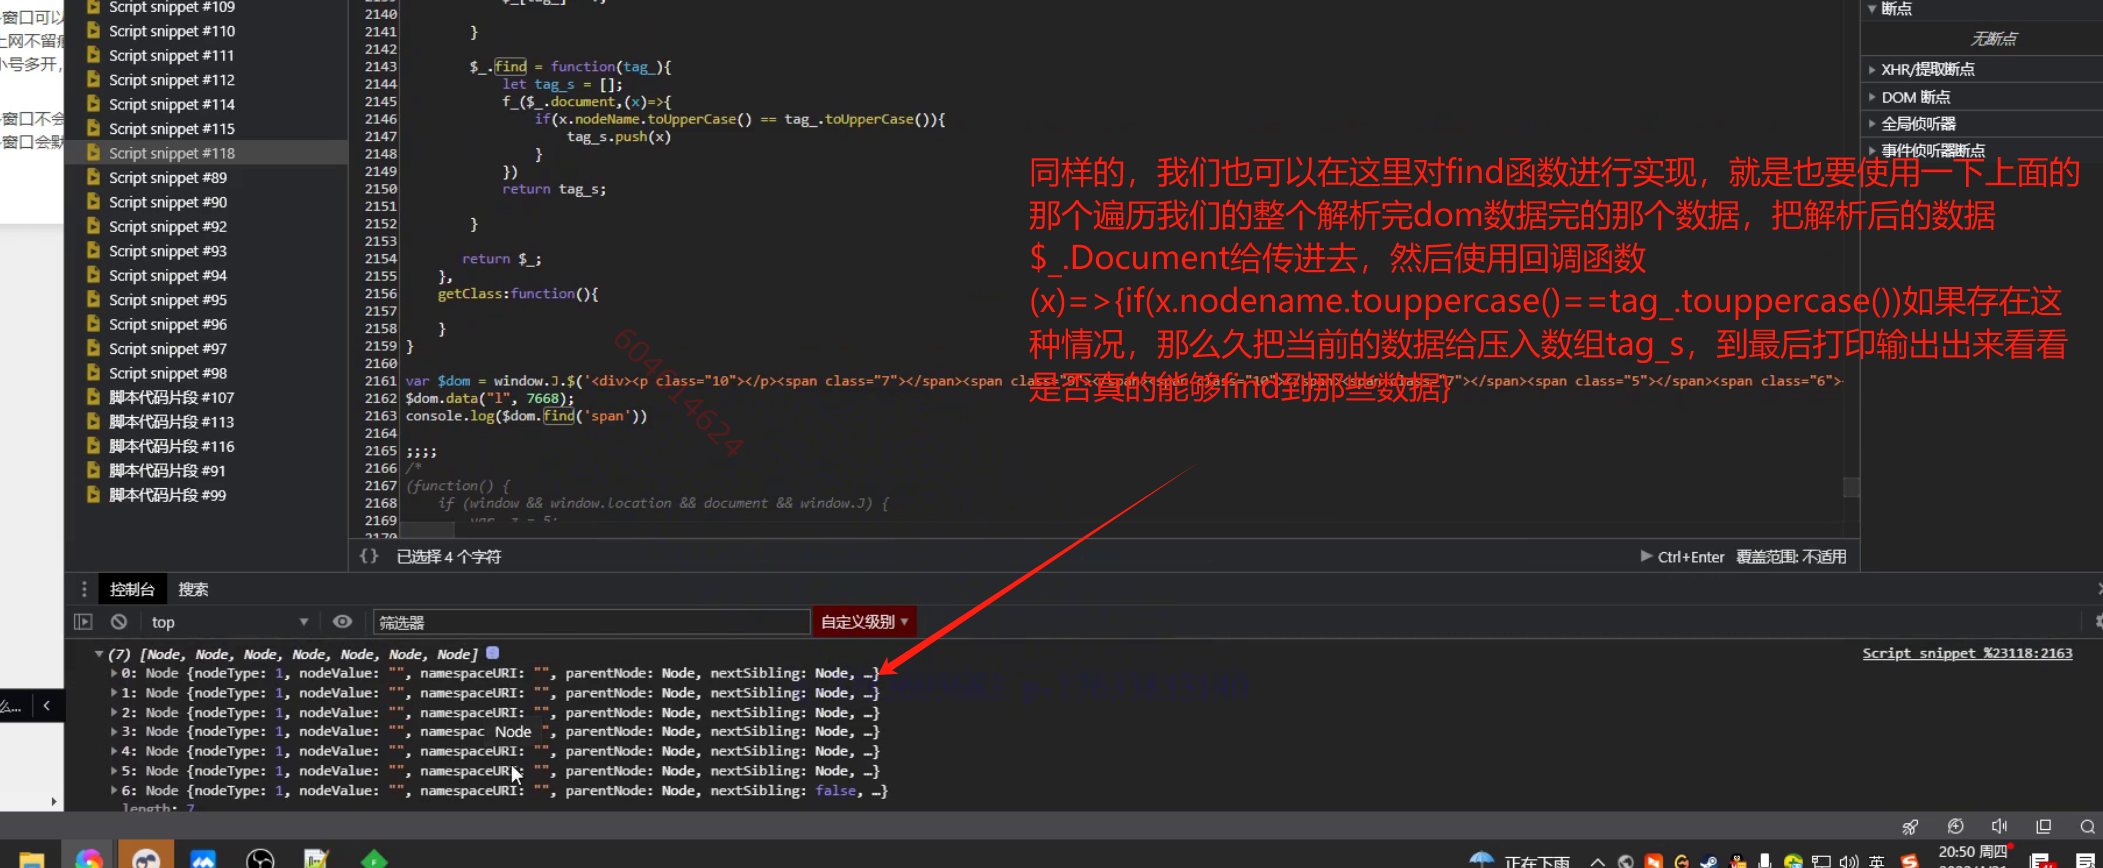 窗口可以
上网不留痕
小号多开，
窗口不会
窗口会默
Script snippet #109
Script snippet #110
Script snippet #111
Script snippet #112
Script snippet #114
Script snippet #115
Script snippet #118
Script snippet #89
Script snippet #90
Script snippet #92
Script snippet #93
Script snippet #94
Script snippet #95
Script snippet #96
Script snippet #97
Script snippet #98
脚本代码片段 #107
脚本代码片段 #113
脚本代码片段 #116
脚本代码片段 #91
脚本代码片段 #99
2140
2141 }
2142
2143 $_.find = function(tag_){
2144 let tag_s = [];
2145 f_($_.document,(x)=>{
2146 if(x.nodeName.toUpperCase() == tag_.toUpperCase()){
2147 tag_s.push(x)
2148 }
2149 })
2150 return tag_s;
2151
2152 }
2153
2154 return $_;
2155 },
2156 getClass:function(){
2157
2158 }
2159 }
2160
2161 var $dom = window.J.$('<div><p class="10"></p><span class="7"></span><span class="9"></span><span class="10"></span><span class="7"></span><span class="5"></span><span class="6">
2162 $dom.data("l", 7668);
2163 console.log($dom.find('span'))
2164
2165 ;;;;
2166 /*
2167 (function() {
2168 if (window && window.location && document && window.J) {
2169
2170
604614624
断点
无断点
XHR/提取断点
DOM 断点
全局侦听器
事件侦听器断点
同样的，我们也可以在这里对find函数进行实现，就是也要使用一下上面的
那个遍历我们的整个解析完dom数据完的那个数据，把解析后的数据
$_.Document给传进去，然后使用回调函数
(x)=>{if(x.nodename.touppercase()==tag_.touppercase())如果存在这
种情况，那么久把当前的数据给压入数组tag_s，到最后打印输出出来看看
是否真的能够find到那些数据}
{} 已选择 4 个字符
Ctrl+Enter 覆盖范围: 不适用
控制台 搜索
top 筛选器 自定义级别
(7) [Node, Node, Node, Node, Node, Node, Node]
Script snippet %23118:2163
0: Node {nodeType: 1, nodeValue: "", namespaceURI: "", parentNode: Node, nextSibling: Node, …}
1: Node {nodeType: 1, nodeValue: "", namespaceURI: "", parentNode: Node, nextSibling: Node, …}
2: Node {nodeType: 1, nodeValue: "", namespaceURI: "", parentNode: Node, nextSibling: Node, …}
3: Node {nodeType: 1, nodeValue: "", namespac Node ", parentNode: Node, nextSibling: Node, …}
4: Node {nodeType: 1, nodeValue: "", namespaceURI: "", parentNode: Node, nextSibling: Node, …}
5: Node {nodeType: 1, nodeValue: "", namespaceURI: "", parentNode: Node, nextSibling: Node, …}
6: Node {nodeType: 1, nodeValue: "", namespaceURI: "", parentNode: Node, nextSibling: false, …}
length: 7
么...
正在下雨
英
20:50 周四